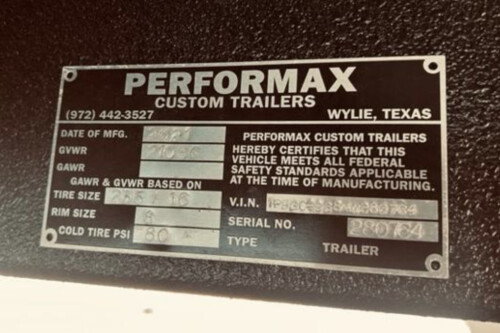 PERFORMAX
CUSTOM TRAILERS
(972) 442-3527
WYLIE, TEXAS
DATE OF MFG.
GVWR
GAWR
GAWR & GVWR BASED ON
TIRE SIZE
RIM SIZE 8
COLD TIRE PSI 80
PERFORMAX CUSTOM TRAILERS
HEREBY CERTIFIES THAT THIS
VEHICLE MEETS ALL FEDERAL
SAFETY STANDARDS APPLICABLE
AT THE TIME OF MANUFACTURING.
V.I.N.
SERIAL NO. 280764
TYPE TRAILER